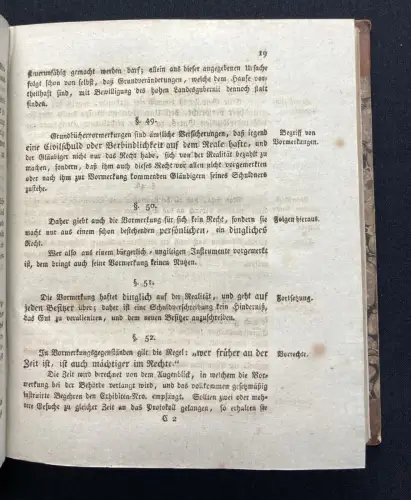 19
steuerunfähig gemacht werden darf; allein aus dieser angegebenen Ursache
folgt schon von selbst, daß Grundveränderungen, welche dem Hause vor-
theilhaft sind, mit Bewilligung des hohen Landesgubernii dennoch statt
finden.
§. 49.
Grundbüchervormerkungen sind ämtliche Versicherungen, daß irgend
eine Civilschuld oder Verbindlichkeit auf dem Reale hafte, und
der Gläubiger nicht nur das Recht habe, sich von der Realität bezahlt zu
machen, sondern, daß ihm auch dieses Recht vor allen nicht vorgemerkten
oder nach ihm zur Vormerkung kommenden Gläubigern seines Schuldners
zustehe.
Begriff von
Vormerkungen.
§. 50.
Daher giebt auch die Vormerkung für sich kein Recht, sondern sie
macht nur aus einem schon bestehenden persönlichen, ein dingliches
Recht.
Wer also aus einem bürgerlich, ungligen Instrumente vorgemerkt
ist, dem bringt auch seine Vormerkung keinen Nutzen.
Folgen hieraus.
§. 51.
Die Vormerkung haftet dinglich auf der Realität, und geht auf
jeden Besitzer über; daher ist eine Schuldverschreibung kein Hinderniß,
das Gut zu veralieniren, und dem neuen Besitzer anzuschreiben.
Fortsetzung.
§. 52.
In Vormerkungsgegenständen gilt die Regel: „wer früher an der
Zeit ist, ist auch mächtiger im Rechte.“
Die Zeit wird berechnet von dem Augenblick, in welchem die Vor-
merkung bei der Behörde verlangt wird, und das vollkommen gesetzmäßig
instruirte Begehren den Exhibiten-Nrs. empfängt. Sollten zwei oder meh-
rere Gesuche zu gleicher Zeit an das Protokoll gelangen, so erhalten sie
Vorrechte.
C 2